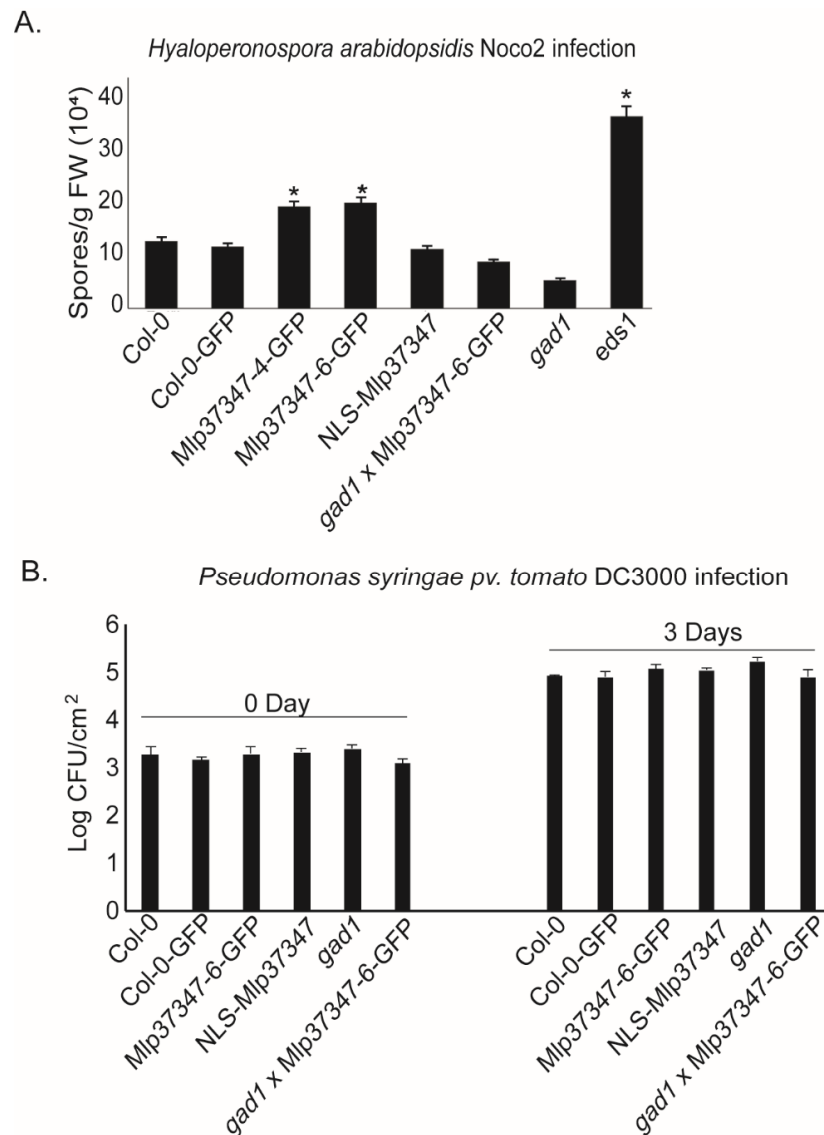 A.
Hyaloperonospora arabidopsidis Noco2 infection
Spores/g FW (10⁴)
40
30
20
10
0
*
*
*
Col-0
Col-0-GFP
Mlp37347-4-GFP
Mlp37347-6-GFP
NLS-Mlp37347
gad1 x Mlp37347-6-GFP
gad1
eds1
B.
Pseudomonas syringae pv. tomato DC3000 infection
Log CFU/cm²
6
5
4
3
2
1
0
0 Day
3 Days
Col-0
Col-0-GFP
Mlp37347-6-GFP
NLS-Mlp37347
gad1
gad1 x Mlp37347-6-GFP
Col-0
Col-0-GFP
Mlp37347-6-GFP
NLS-Mlp37347
gad1
gad1 x Mlp37347-6-GFP